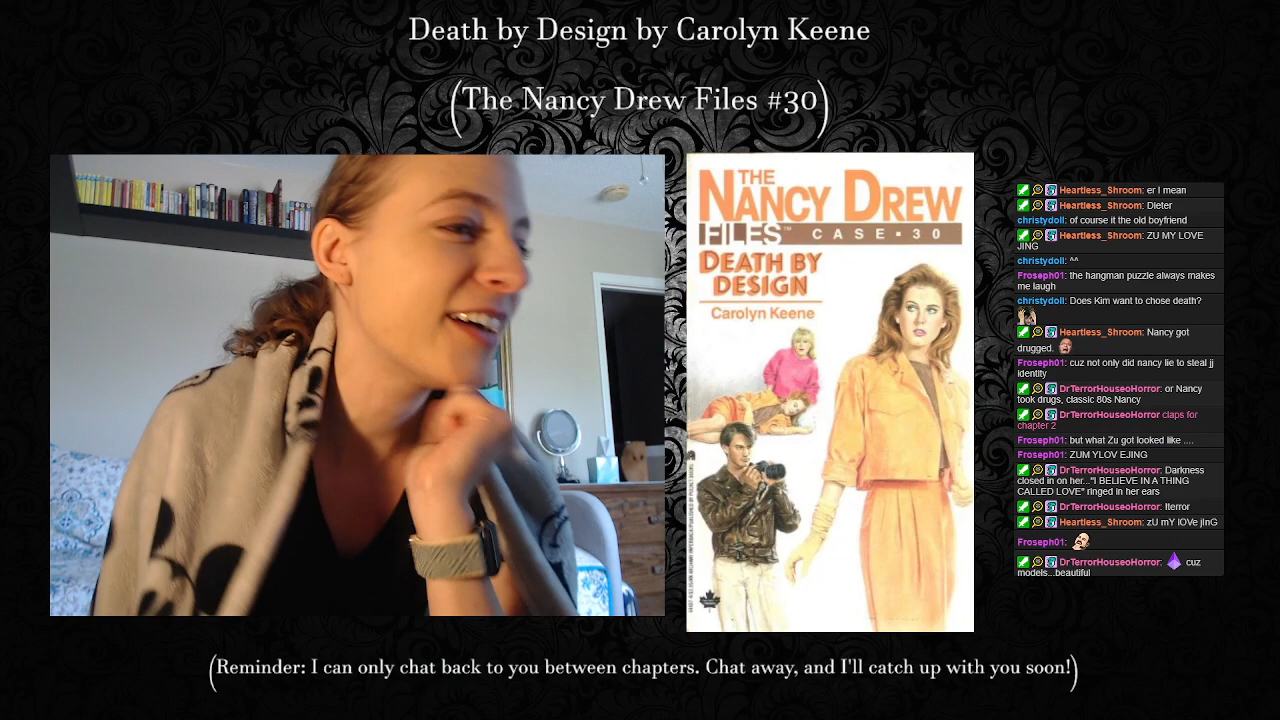 Death by Design by Carolyn Keene
(The Nancy Drew Files #30)
THE
NANCY DREW
FILES™ CASE • 30
DEATH BY
DESIGN
Carolyn Keene
Heartless_Shroom: er I mean
Heartless_Shroom: DIeter
christydoll: of course it the old boyfriend
Heartless_Shroom: ZU MY LOVE
JING
christydoll: ^^
Froseph01: the hangman puzzle always makes
me laugh
christydoll: Does Kim want to chose death?
Heartless_Shroom: Nancy got
drugged.
Froseph01: cuz not only did nancy lie to steal jj
identity
DrTerrorHouseoHorror: or Nancy
took drugs, classic 80s Nancy
DrTerrorHouseoHorror claps for
chapter 2
Froseph01: but what Zu got looked like ....
Froseph01: ZUM YLOV EJING
DrTerrorHouseoHorror: Darkness
closed in on her..."I BELIEVE IN A THING
CALLED LOVE" ringed in her ears
DrTerrorHouseoHorror: !terror
Heartless_Shroom: zU mY lOVe jInG
Froseph01:
DrTerrorHouseoHorror: cuz
models...beautiful
(Reminder: I can only chat back to you between chapters. Chat away, and I'll catch up with you soon!)